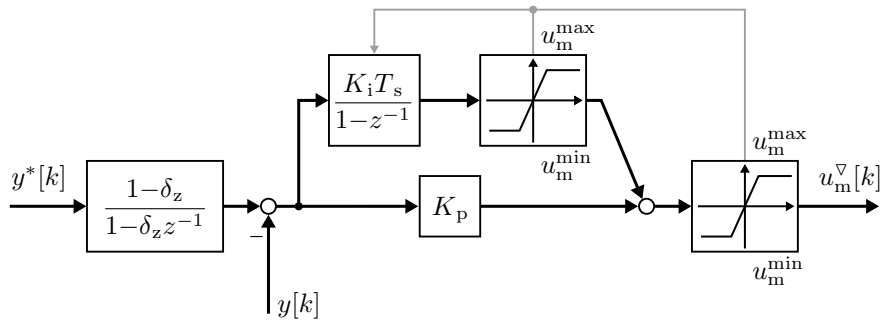 y*[k]
1−δ_z
1−δ_z z⁻¹
−
y[k]
K_i T_s
1−z⁻¹
u_m^max
u_m^min
K_p
u_m^max
u_m^min
u_m^▽[k]